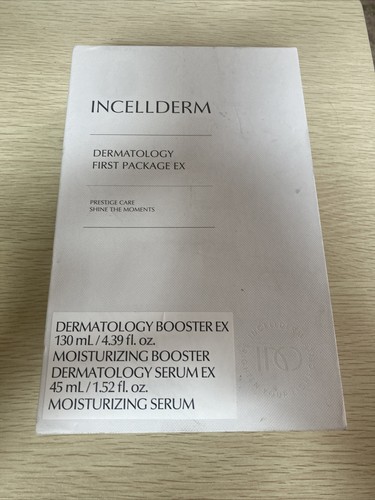 INCELLDERM
DERMATOLOGY
FIRST PACKAGE EX
PRESTIGE CARE
SHINE THE MOMENTS
DERMATOLOGY BOOSTER EX
130 mL / 4.39 fl. oz.
MOISTURIZING BOOSTER
DERMATOLOGY SERUM EX
45 mL / 1.52 fl. oz.
MOISTURIZING SERUM